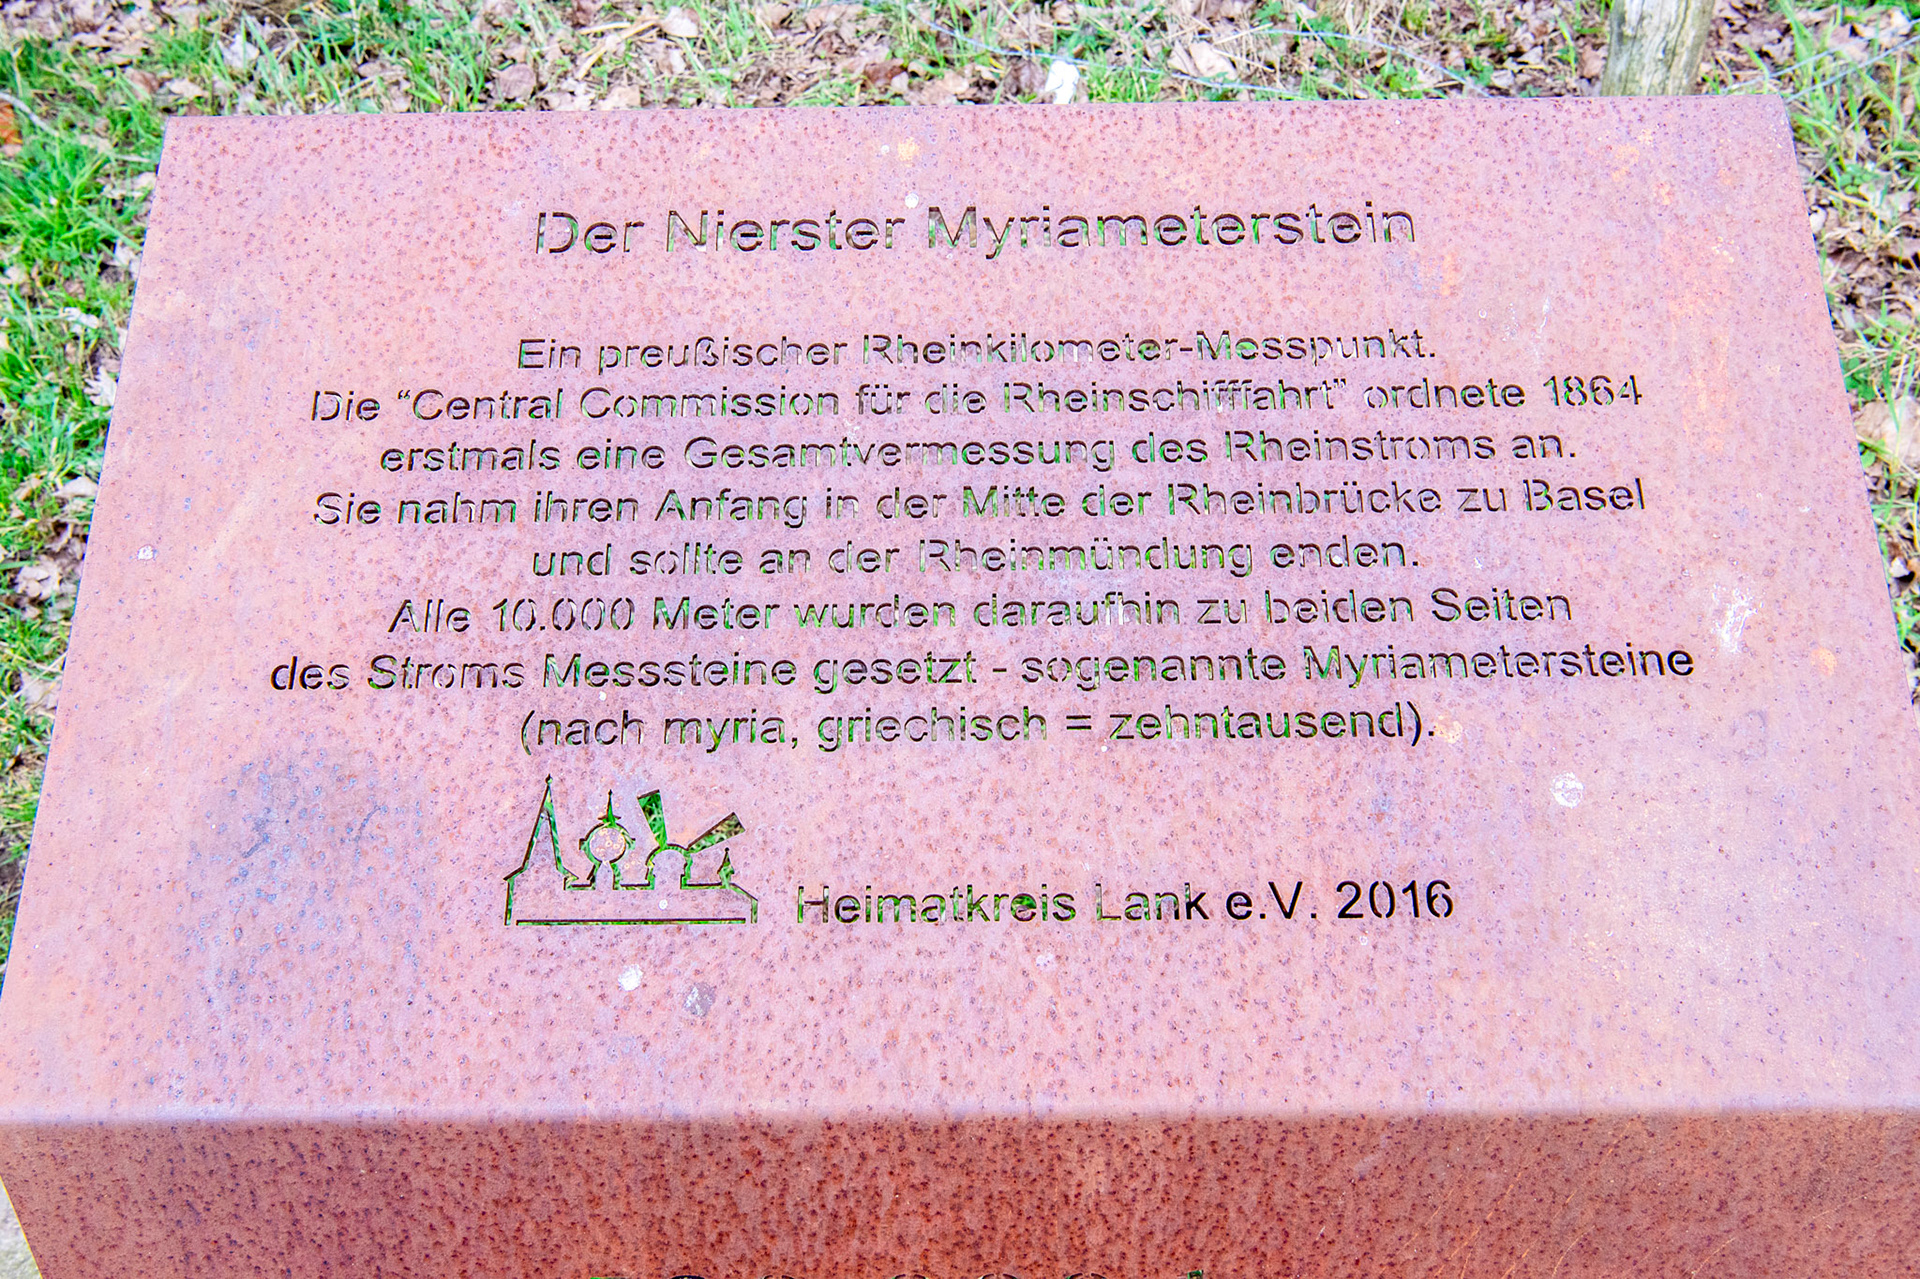 Der Nierster Myriameterstein
Ein preußischer Rheinkilometer-Messpunkt.
Die “Central Commission für die Rheinschifffahrt” ordnete 1864
erstmals eine Gesamtvermessung des Rheinstroms an.
Sie nahm ihren Anfang in der Mitte der Rheinbrücke zu Basel
und sollte an der Rheinmündung enden.
Alle 10.000 Meter wurden daraufhin zu beiden Seiten
des Stroms Messsteine gesetzt - sogenannte Myriametersteine
(nach myria, griechisch = zehntausend).
Heimatkreis Lank e.V. 2016